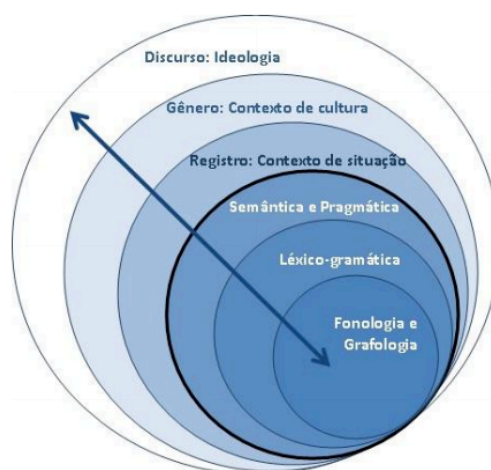 Discurso: Ideologia
Gênero: Contexto de cultura
Registro: Contexto de situação
Semântica e Pragmática
Léxico-gramática
Fonologia e
Grafologia